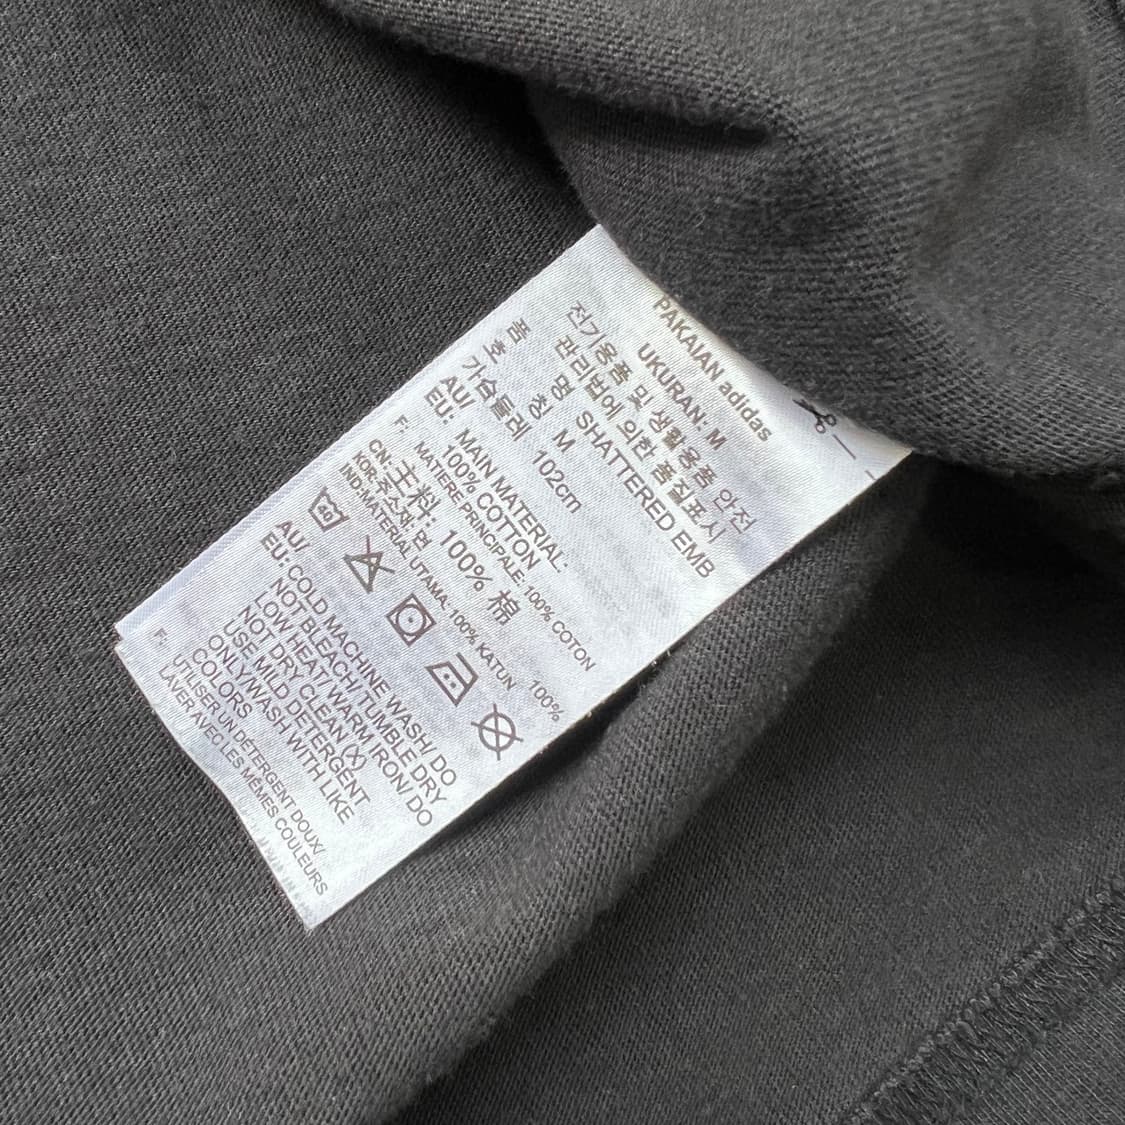 PAKAIAN adidas
UKURAN: M
전기용품 및 생활용품 안전
관리법에 의한 품질표시
품 명 SHATTERED EMB
호 칭 M
가슴둘레 102cm
AU/ MAIN MATERIAL:
EU: 100% COTTON
F: MATIÈRE PRINCIPALE: 100% COTON
CN: 主料: 100% 棉
KOR:주소재:면 100%
IND:MATERIAL UTAMA: 100% KATUN
40
AU/ COLD MACHINE WASH/ DO
EU: NOT BLEACH/ TUMBLE DRY
LOW HEAT/ WARM IRON/ DO
NOT DRY CLEAN (X)
USE MILD DETERGENT
ONLY/WASH WITH LIKE
COLORS
F: UTILISER UN DÉTERGENT DOUX/
LAVER AVEC LES MÊMES COULEURS